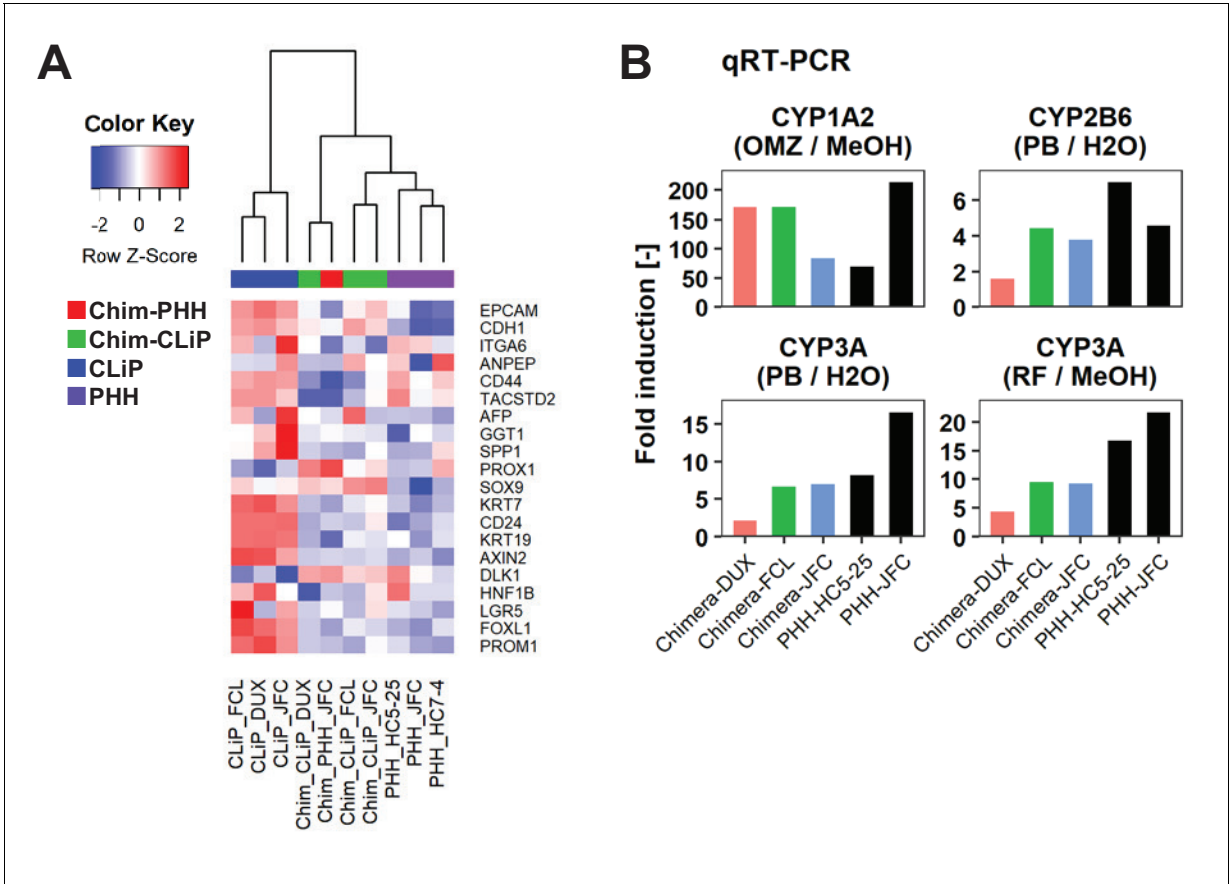 A
Color Key
-2 0 2
Row Z-Score
Chim-PHH
Chim-CLiP
CLiP
PHH
EPCAM
CDH1
ITGA6
ANPEP
CD44
TACSTD2
AFP
GGT1
SPP1
PROX1
SOX9
KRT7
CD24
KRT19
AXIN2
DLK1
HNF1B
LGR5
FOXL1
PROM1
CLiP_FCL
CLiP_DUX
CLiP_JFC
Chim_CLiP_DUX
Chim_PHH_JFC
Chim_CLiP_FCL
Chim_CLiP_JFC
PHH_HC5-25
PHH_JFC
PHH_HC7-4
B
qRT-PCR
Fold induction [-]
CYP1A2
(OMZ / MeOH)
200
150
100
50
0
CYP2B6
(PB / H2O)
6
4
2
0
CYP3A
(PB / H2O)
15
10
5
0
CYP3A
(RF / MeOH)
20
15
10
5
0
Chimera-DUX
Chimera-FCL
Chimera-JFC
PHH-HC5-25
PHH-JFC
Chimera-DUX
Chimera-FCL
Chimera-JFC
PHH-HC5-25
PHH-JFC